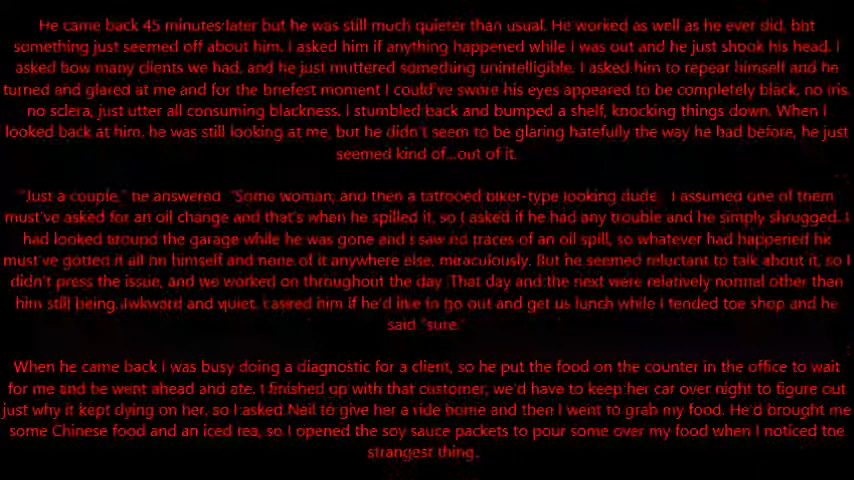 He came back 45 minutes later but he was still much quieter than usual. He worked as well as he ever did, but
something just seemed off about him. I asked him if anything happened while I was out and he just shook his head. I
asked how many clients we had, and he just muttered something unintelligible. I asked him to repeat himself and he
turned and glared at me and for the briefest moment I could've swore his eyes appeared to be completely black, no iris,
no sclera, just utter all consuming blackness. I stumbled back and bumped a shelf, knocking things down. When I
looked back at him, he was still looking at me, but he didn't seem to be glaring hatefully the way he had before, he just
seemed kind of...out of it.
"Just a couple," he answered. "Some woman, and then a tattooed biker-type looking dude." I assumed one of them
must've asked for an oil change and that's when he spilled it, so I asked if he had any trouble and he simply shrugged. I
had looked around the garage while he was gone and I saw no traces of an oil spill, so whatever had happened he
must've gotten it all on himself and none of it anywhere else, miraculously. But he seemed reluctant to talk about it, so I
didn't press the issue, and we worked on throughout the day. That day and the next were relatively normal other than
him still being. Awkward and quiet. I asked him if he'd like to go out and get us lunch while I tended the shop and he
said "sure."
When he came back I was busy doing a diagnostic for a client, so he put the food on the counter in the office to wait
for me and he went ahead and ate. I finished up with that customer, we'd have to keep her car over night to figure out
just why it kept dying on her, so I asked Neil to give her a ride home and then I went to grab my food. He'd brought me
some Chinese food and an iced tea, so I opened the soy sauce packets to pour some over my food when I noticed the
strangest thing.